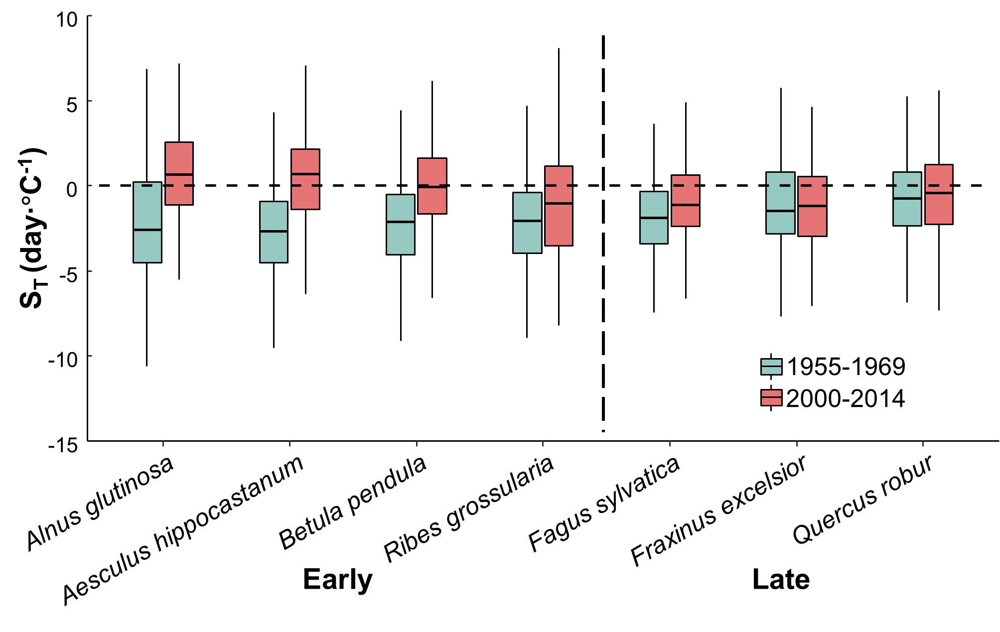 10
5
0
-5
-10
-15
S_T (day·°C⁻¹)
1955-1969
2000-2014
Alnus glutinosa
Aesculus hippocastanum
Betula pendula
Ribes grossularia
Fagus sylvatica
Fraxinus excelsior
Quercus robur
Early
Late